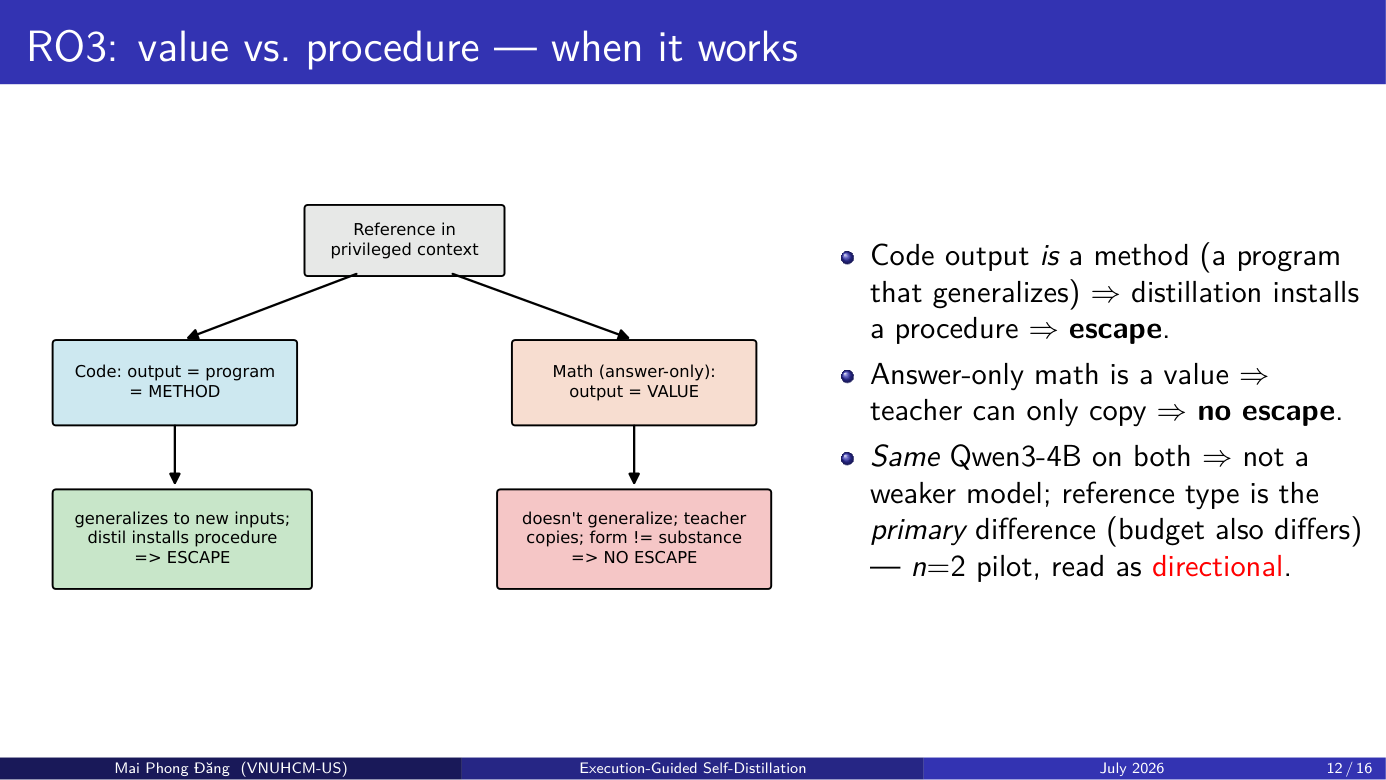 RO3: value vs. procedure — when it works
Reference in
privileged context
Code: output = program
= METHOD
Math (answer-only):
output = VALUE
generalizes to new inputs;
distil installs procedure
=> ESCAPE
doesn't generalize; teacher
copies; form != substance
=> NO ESCAPE
Code output is a method (a program
that generalizes) ⇒ distillation installs
a procedure ⇒ escape.
Answer-only math is a value ⇒
teacher can only copy ⇒ no escape.
Same Qwen3-4B on both ⇒ not a
weaker model; reference type is the
primary difference (budget also differs)
— n=2 pilot, read as directional.
Mai Phong Đăng (VNUHCM-US)
Execution-Guided Self-Distillation
July 2026
12 / 16